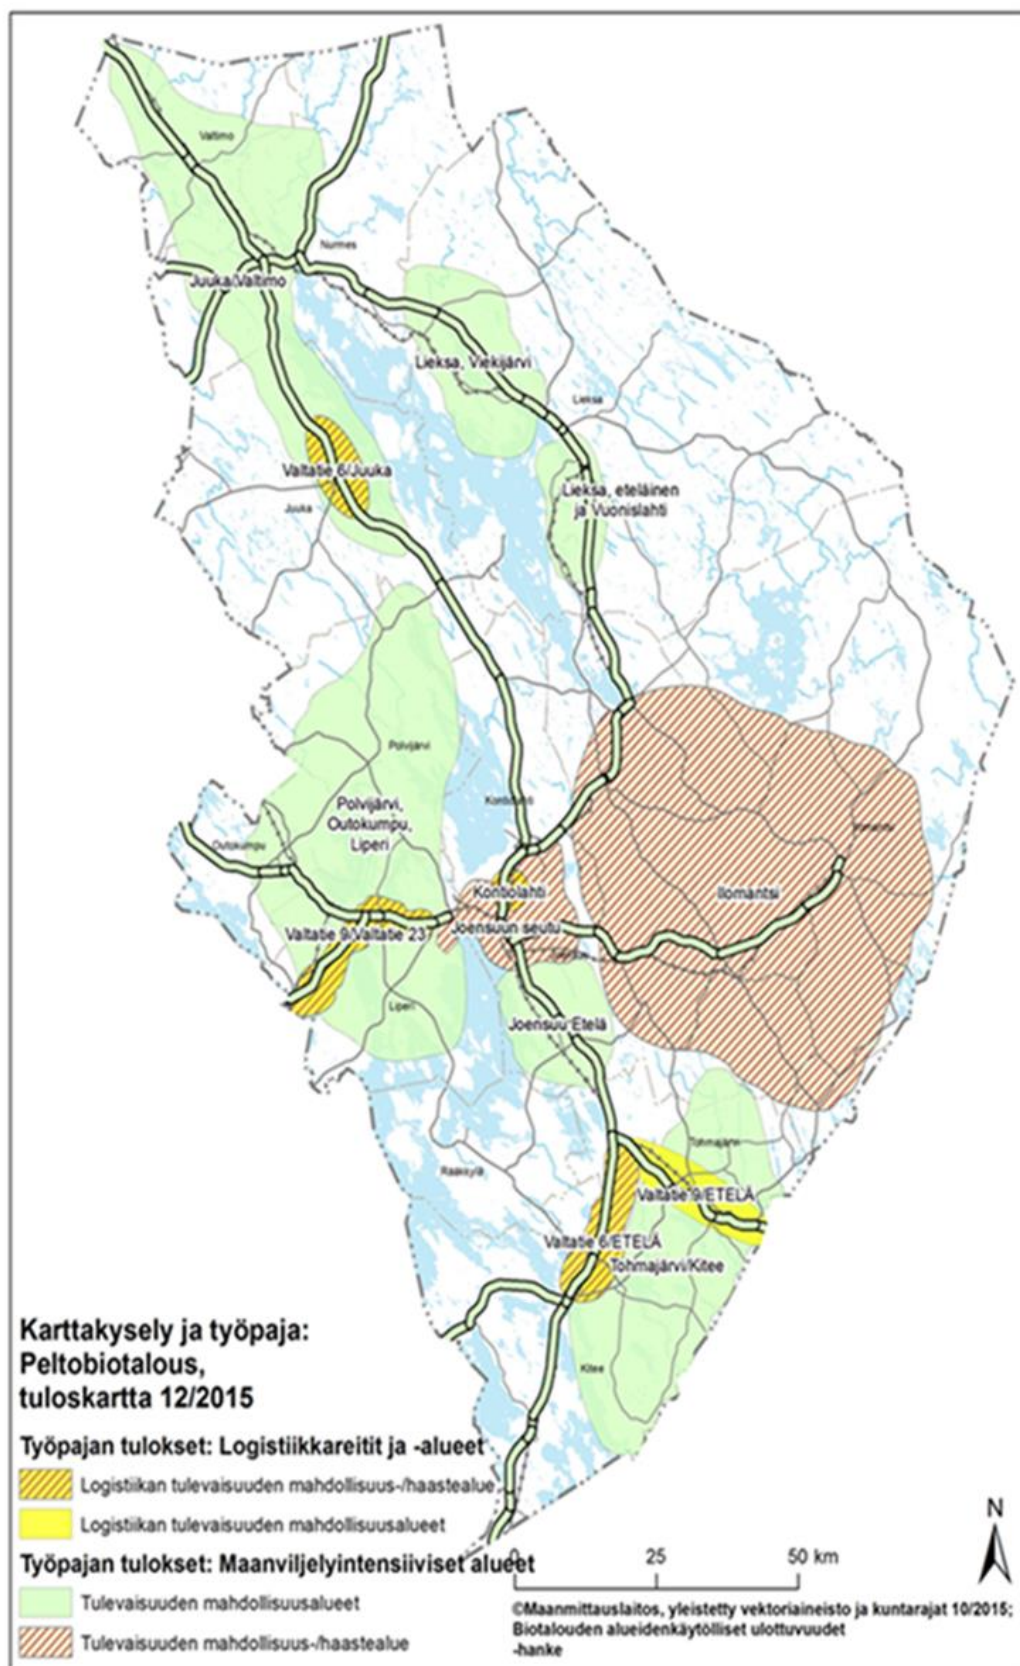 Valtimo
Nurmes
Juuka/Valtimo
Lieksa, Viekijärvi
Lieksa
Valtatie 6/Juuka
Lieksa, eteläinen
ja Vuonislahti
Juuka
Polvijärvi
Polvijärvi,
Outokumpu,
Liperi
Kontiolahti
Outokumpu
Ilomantsi
Kontiolahti
Ilomantsi
Valtatie 9/Valtatie 23
Joensuun seutu
Liperi
Joensuu Etelä
Tohmajärvi
Rääkkylä
Valtatie 9/ETELÄ
Valtatie 6/ETELÄ
Tohmajärvi/Kitee
Kitee
Karttakysely ja työpaja:
Peltobiotalous,
tuloskartta 12/2015
Työpajan tulokset: Logistiikkareitit ja -alueet
Logistiikan tulevaisuuden mahdollisuus-/haastealue
Logistiikan tulevaisuuden mahdollisuusalueet
Työpajan tulokset: Maanviljelyintensiiviset alueet
Tulevaisuuden mahdollisuusalueet
Tulevaisuuden mahdollisuus-/haastealue
N
0 25 50 km
©Maanmittauslaitos, yleistetty vektoriaineisto ja kuntarajat 10/2015;
Biotalouden alueidenkäytölliset ulottuvuudet
-hanke